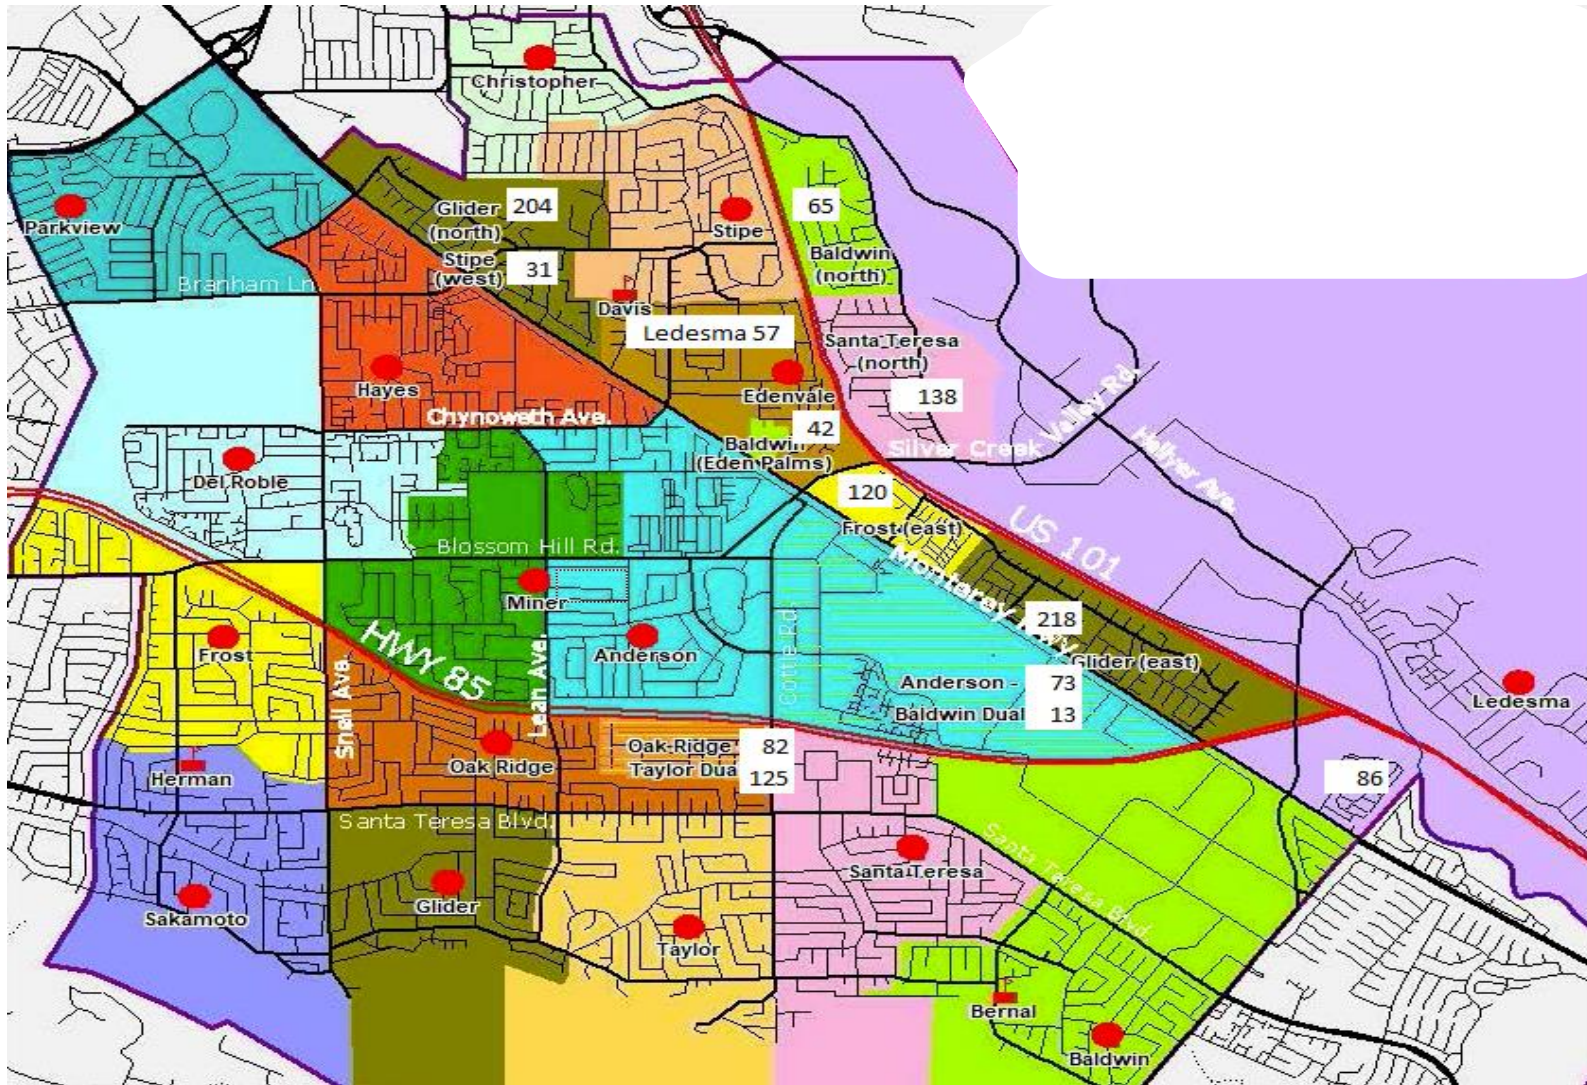 Christopher
Parkview
Glider 204
(north)
Stipe
65
Stipe
(west) 31
Baldwin
(north)
Branham Ln.
Davis
Ledesma 57
Santa Teresa
(north)
Hayes
Edenvale
138
Chynoweth Ave.
42
Baldwin
(Eden Palms)
Silver Creek Valley Rd.
Hellyer Ave.
Del Roble
120
Frost (east)
US 101
Blossom Hill Rd.
Monterey Hwy.
Miner
218
HWY 85
Frost
Anderson
Cottle Rd.
Glider (east)
Snell Ave.
Lean Ave.
Anderson - 73
Baldwin Dual 13
Ledesma
Oak Ridge
Oak Ridge 82
Taylor Dua 125
Herman
86
Santa Teresa Blvd.
Santa Teresa Blvd.
Santa Teresa
Glider
Sakamoto
Taylor
Bernal
Baldwin